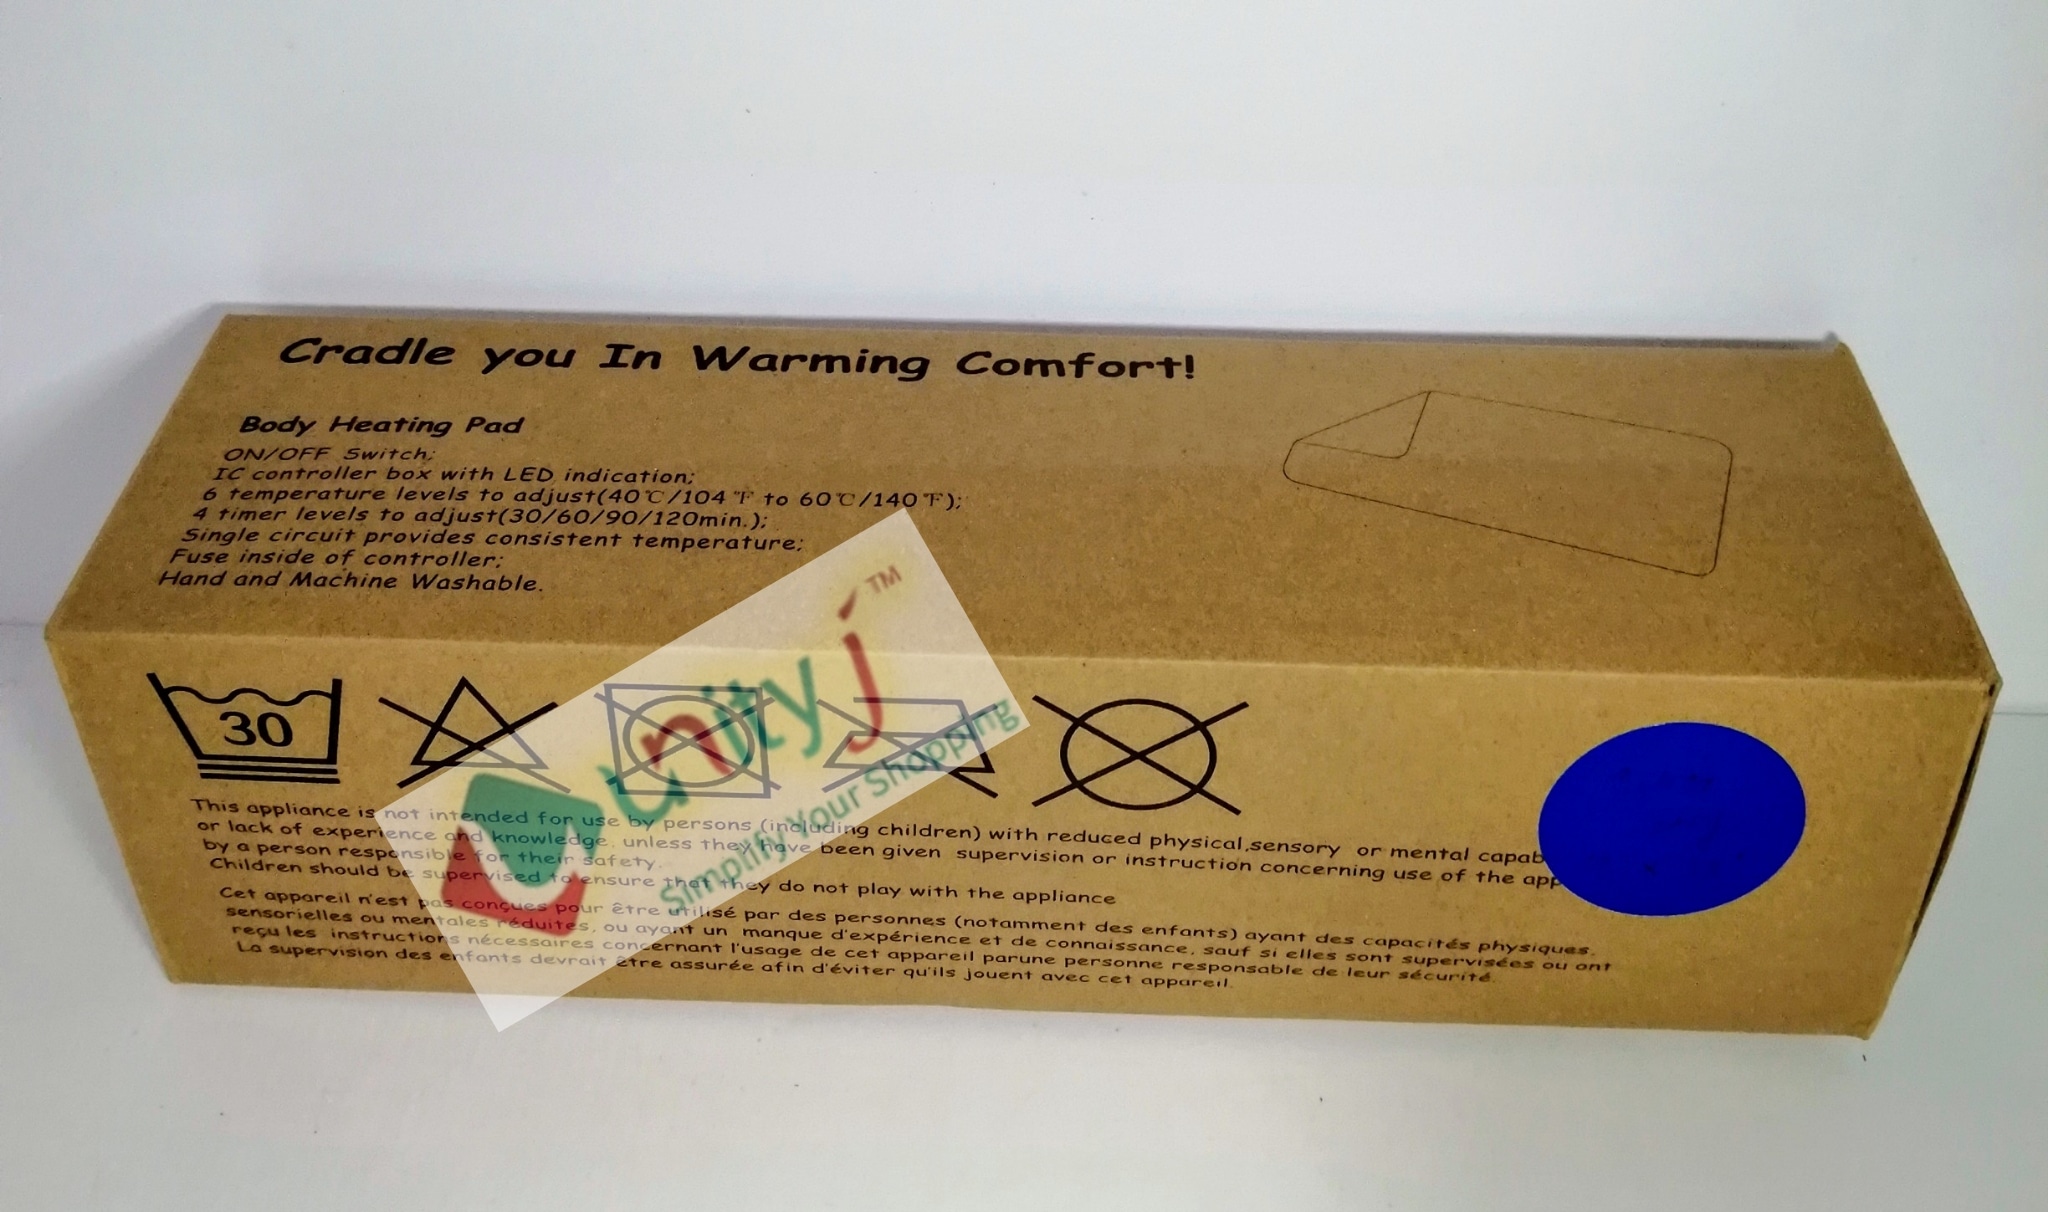 Cradle you In Warming Comfort!
Body Heating Pad
ON/OFF Switch;
IC controller box with LED indication;
6 temperature levels to adjust(40℃/104℉ to 60℃/140℉);
4 timer levels to adjust(30/60/90/120min.);
Single circuit provides consistent temperature;
Fuse inside of controller;
Hand and Machine Washable.
30
unity j™
Simplify Your Shopping
This appliance is not intended for use by persons (including children) with reduced physical,sensory or mental capab
or lack of experience and knowledge, unless they have been given supervision or instruction concerning use of the app
by a person responsible for their safety.
Children should be supervised to ensure that they do not play with the appliance
Cet appareil n'est pas conçues pour être utilisé par des personnes (notamment des enfants) ayant des capacités physiques,
sensorielles ou mentales réduites, ou ayant un manque d'expérience et de connaissance, sauf si elles sont supervisées ou ont
reçu les instructions nécessaires concernant l'usage de cet appareil parune personne responsable de leur sécurité.
La supervision des enfants devrait être assurée afin d'éviter qu'ils jouent avec cet appareil.